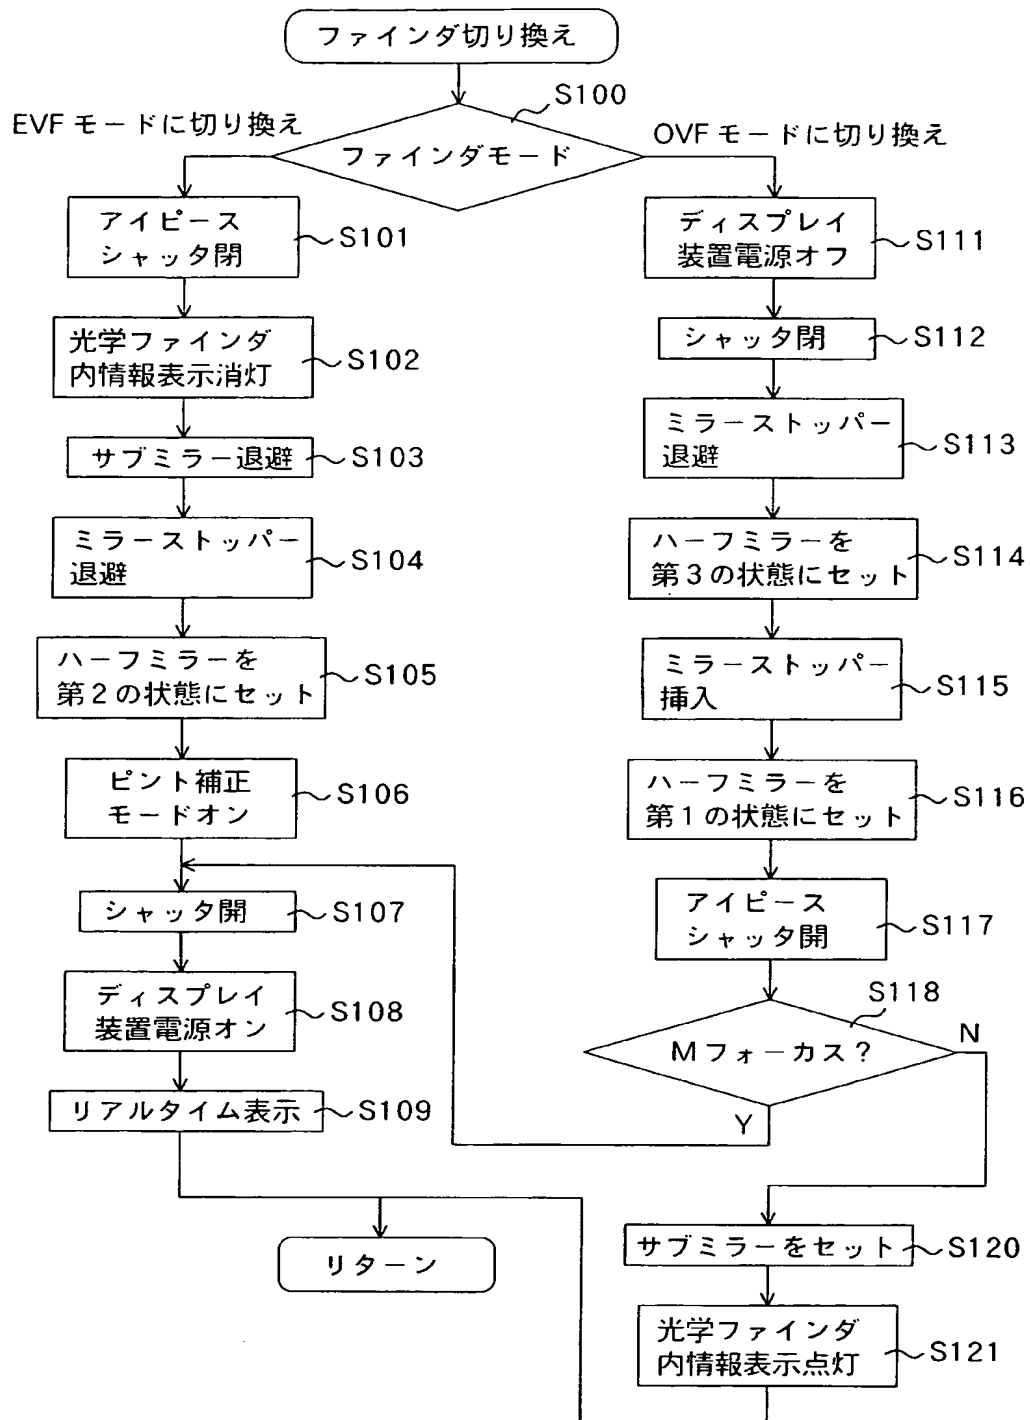 ファインダ切り換え
S100
EVFモードに切り換え
ファインダモード
OVFモードに切り換え
アイピース
シャッタ閉
S101
光学ファインダ
内情報表示消灯
S102
サブミラー退避
S103
ミラーストッパー
退避
S104
ハーフミラーを
第2の状態にセット
S105
ピント補正
モードオン
S106
シャッタ開
S107
ディスプレイ
装置電源オン
S108
リアルタイム表示
S109
リターン
ディスプレイ
装置電源オフ
S111
シャッタ閉
S112
ミラーストッパー
退避
S113
ハーフミラーを
第3の状態にセット
S114
ミラーストッパー
挿入
S115
ハーフミラーを
第1の状態にセット
S116
アイピース
シャッタ開
S117
S118
Mフォーカス?
N
Y
サブミラーをセット
S120
光学ファインダ
内情報表示点灯
S121